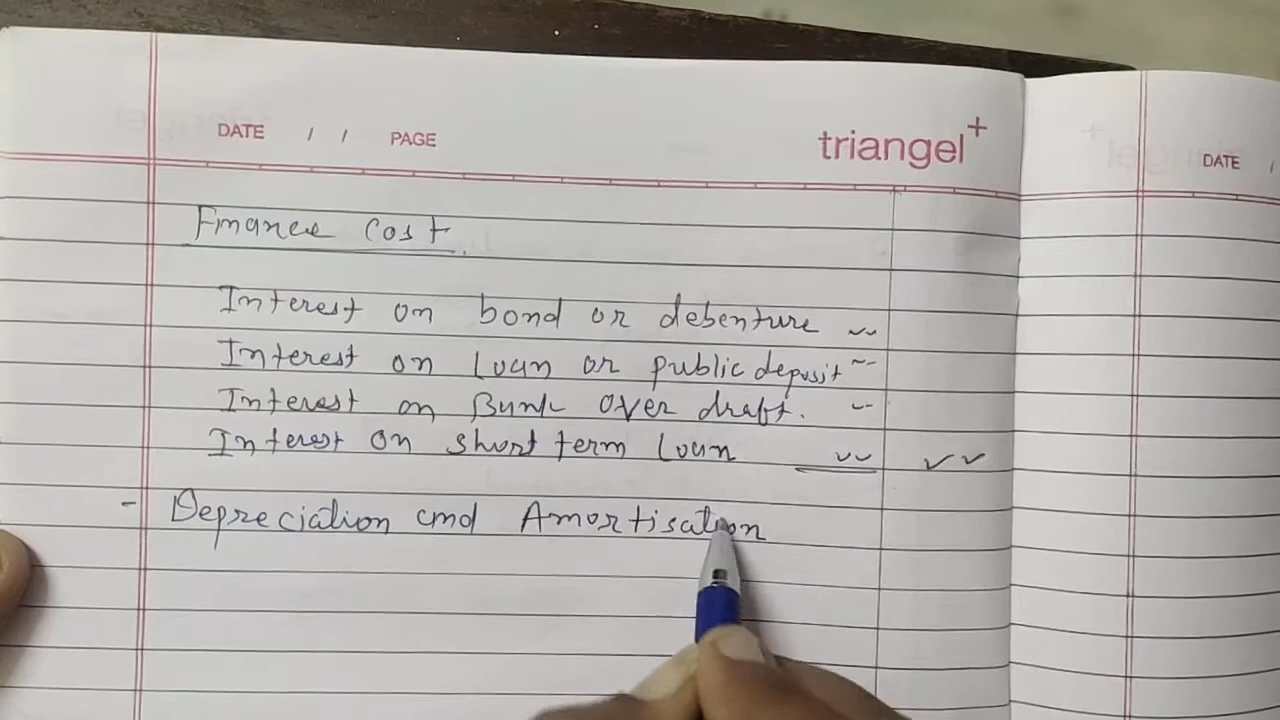 DATE / / PAGE
triangel+
DATE /
Finance Cost
Interest on bond or debenture
Interest on Loan or public deposit
Interest on Bank over draft.
Interest on short term Loan
- Depreciation and Amortisation